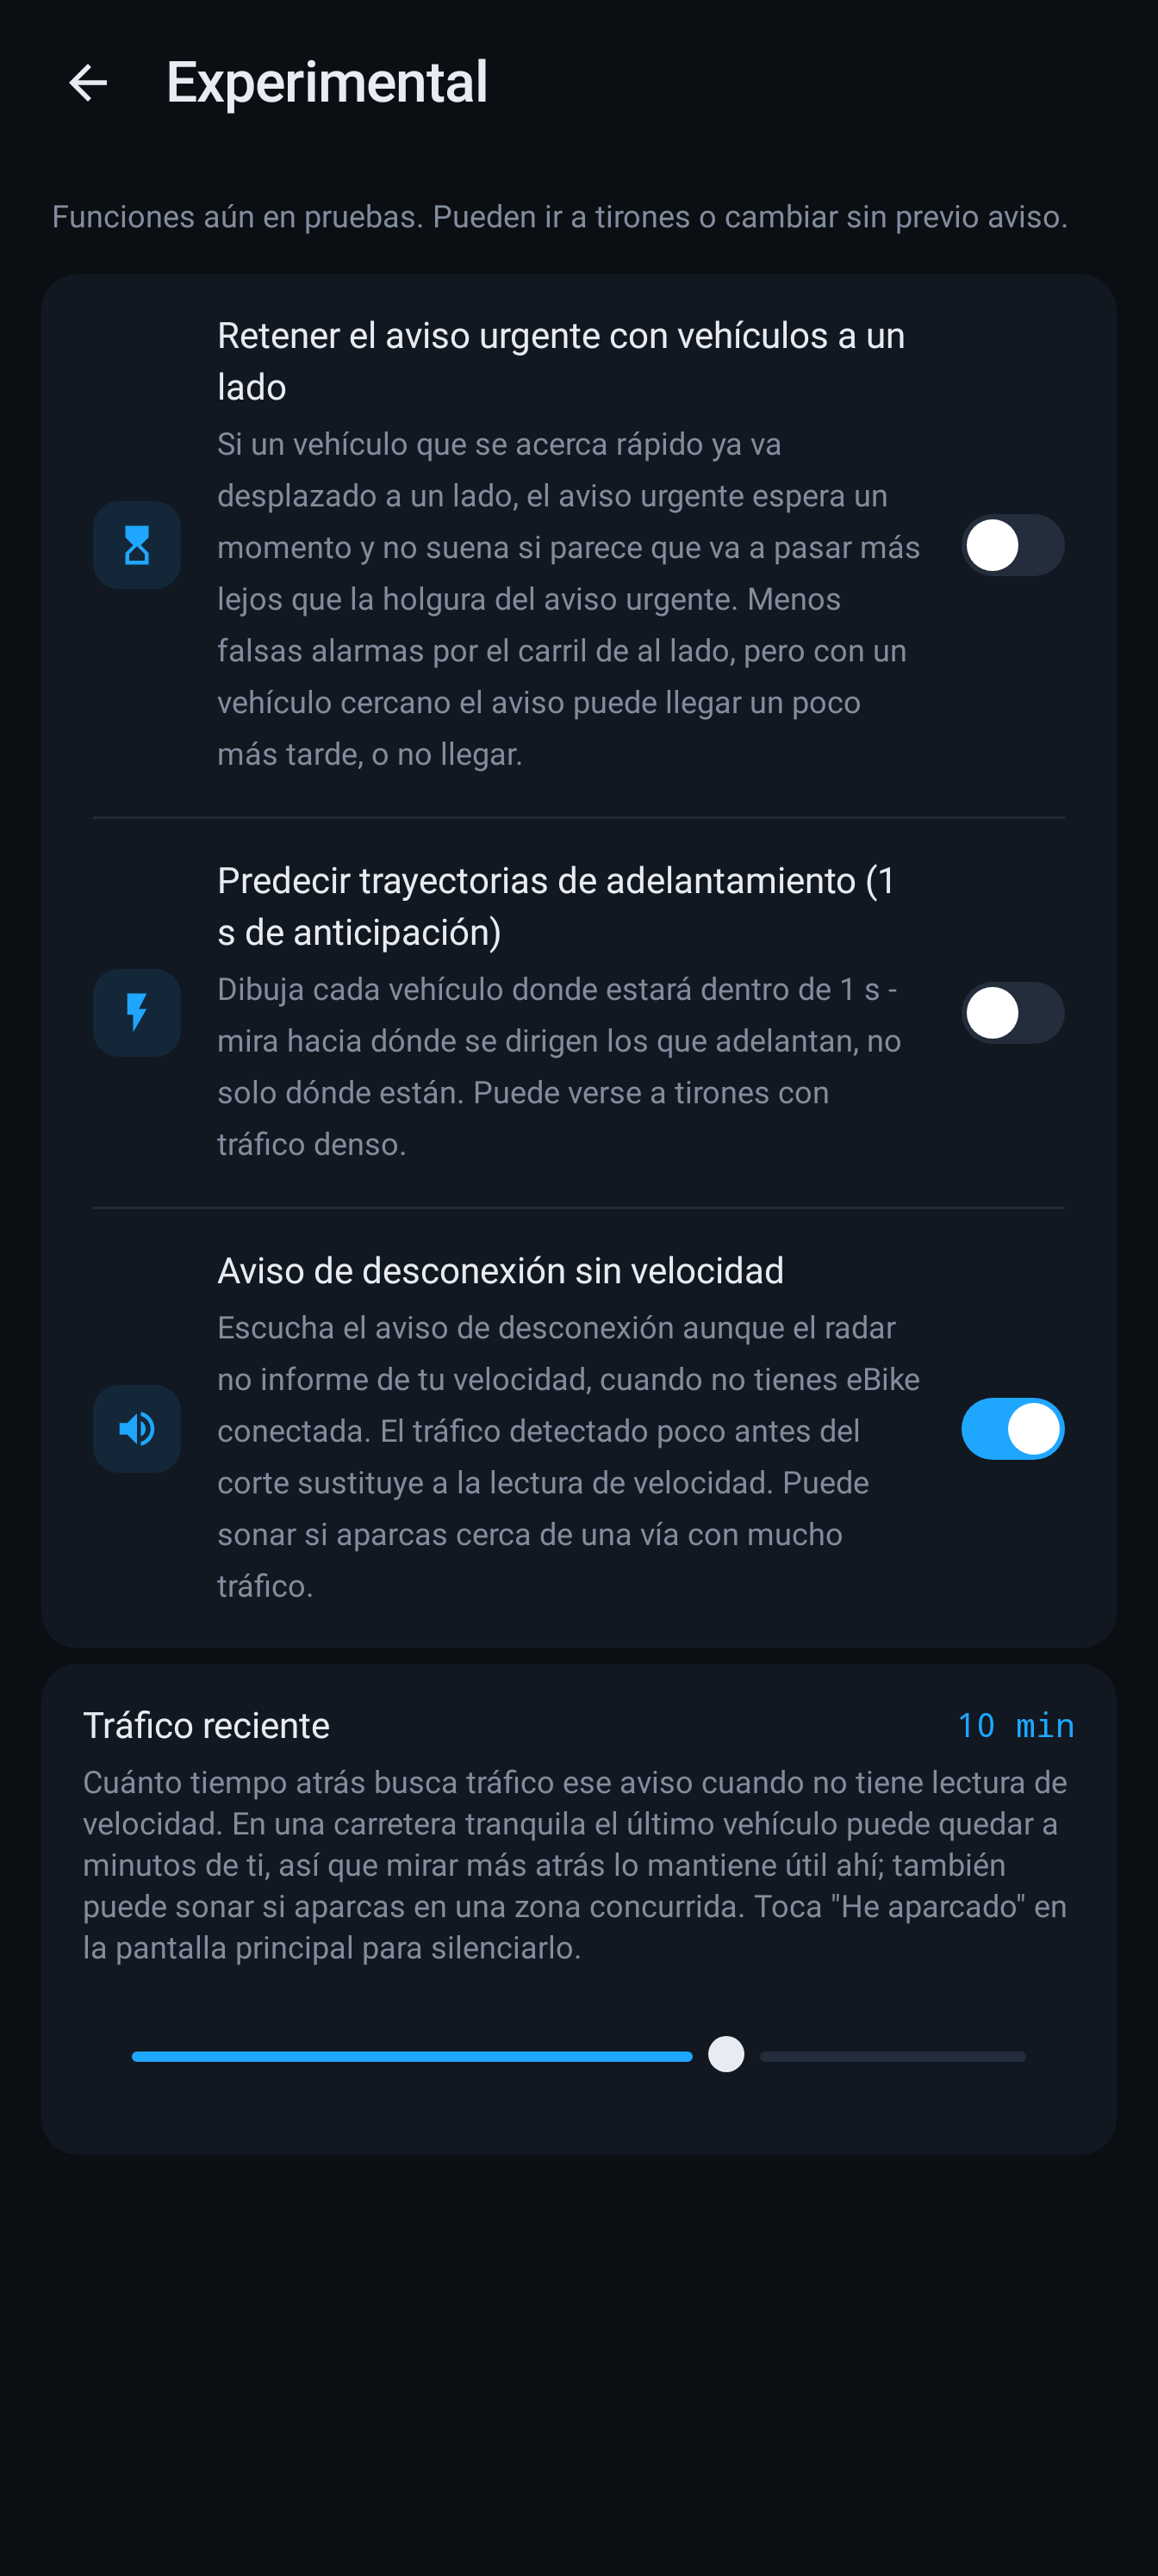 Experimental
Funciones aún en pruebas. Pueden ir a tirones o cambiar sin previo aviso.
Retener el aviso urgente con vehículos a un
lado
Si un vehículo que se acerca rápido ya va
desplazado a un lado, el aviso urgente espera un
momento y no suena si parece que va a pasar más
lejos que la holgura del aviso urgente. Menos
falsas alarmas por el carril de al lado, pero con un
vehículo cercano el aviso puede llegar un poco
más tarde, o no llegar.
Predecir trayectorias de adelantamiento (1
s de anticipación)
Dibuja cada vehículo donde estará dentro de 1 s -
mira hacia dónde se dirigen los que adelantan, no
solo dónde están. Puede verse a tirones con
tráfico denso.
Aviso de desconexión sin velocidad
Escucha el aviso de desconexión aunque el radar
no informe de tu velocidad, cuando no tienes eBike
conectada. El tráfico detectado poco antes del
corte sustituye a la lectura de velocidad. Puede
sonar si aparcas cerca de una vía con mucho
tráfico.
Tráfico reciente
10 min
Cuánto tiempo atrás busca tráfico ese aviso cuando no tiene lectura de
velocidad. En una carretera tranquila el último vehículo puede quedar a
minutos de ti, así que mirar más atrás lo mantiene útil ahí; también
puede sonar si aparcas en una zona concurrida. Toca "He aparcado" en
la pantalla principal para silenciarlo.